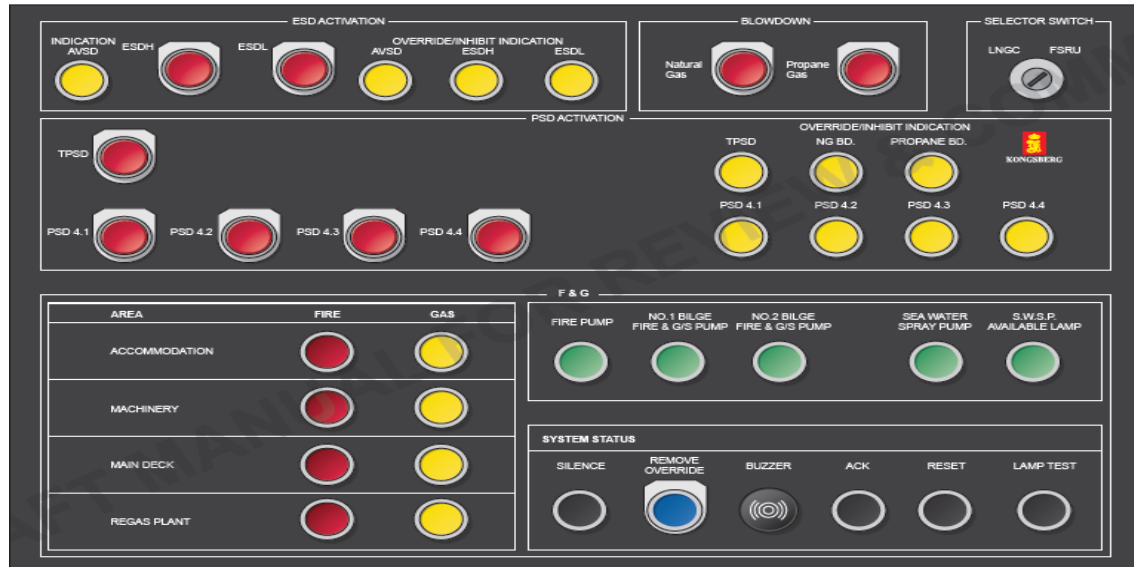 ESD ACTIVATION
INDICATION
AVSD
ESDH
ESDL
OVERRIDE/INHIBIT INDICATION
AVSD
ESDH
ESDL
BLOWDOWN
Natural
Gas
Propane
Gas
SELECTOR SWITCH
LNGC FSRU
PSD ACTIVATION
TPSD
OVERRIDE/INHIBIT INDICATION
TPSD
NG BD.
PROPANE BD.
KONGSBERG
PSD 4.1
PSD 4.2
PSD 4.3
PSD 4.4
PSD 4.1
PSD 4.2
PSD 4.3
PSD 4.4
F & G
AREA FIRE GAS
ACCOMMODATION
MACHINERY
MAIN DECK
REGAS PLANT
FIRE PUMP
NO.1 BILGE
FIRE & G/S PUMP
NO.2 BILGE
FIRE & G/S PUMP
SEA WATER
SPRAY PUMP
S.W.S.P.
AVAILABLE LAMP
SYSTEM STATUS
SILENCE
REMOVE
OVERRIDE
BUZZER
ACK
RESET
LAMP TEST
MANUAL FOR REVIEW &